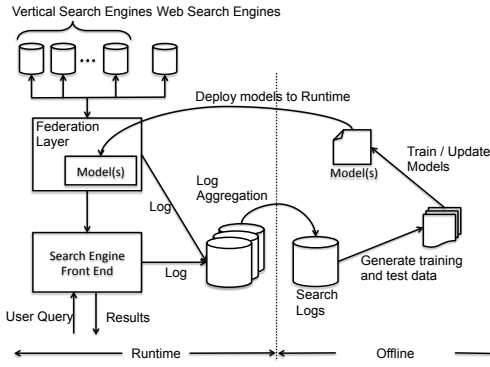 Vertical Search Engines Web Search Engines
...
Deploy models to Runtime
Federation
Layer
Model(s)
Model(s)
Train / Update
Models
Log
Aggregation
Log
Search Engine
Front End
Log
Generate training
and test data
Search
Logs
User Query
Results
Runtime
Offline